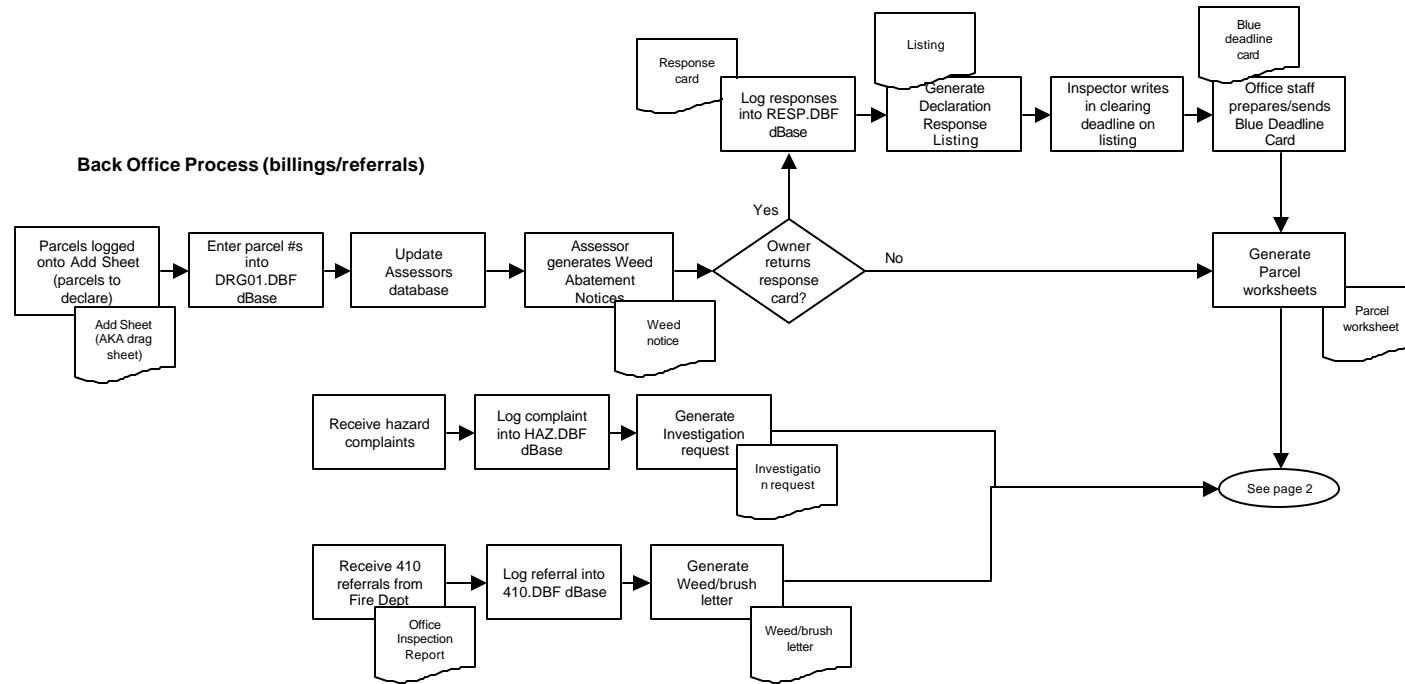 Response
card
Listing
Blue
deadline
card
Log responses
into RESP.DBF
dBase
Generate
Declaration
Response
Listing
Inspector writes
in clearing
deadline on
listing
Office staff
prepares/sends
Blue Deadline
Card
Back Office Process (billings/referrals)
Yes
Parcels logged
onto Add Sheet
(parcels to
declare)
Add Sheet
(AKA drag
sheet)
Enter parcel #s
into
DRG01.DBF
dBase
Update
Assessors
database
Assessor
generates Weed
Abatement
Notices
Weed
notice
Owner
returns
response
card?
No
Generate
Parcel
worksheets
Parcel
worksheet
Receive hazard
complaints
Log complaint
into HAZ.DBF
dBase
Generate
Investigation
request
Investigatio
n request
See page 2
Receive 410
referrals from
Fire Dept
Office
Inspection
Report
Log referral into
410.DBF dBase
Generate
Weed/brush
letter
Weed/brush
letter